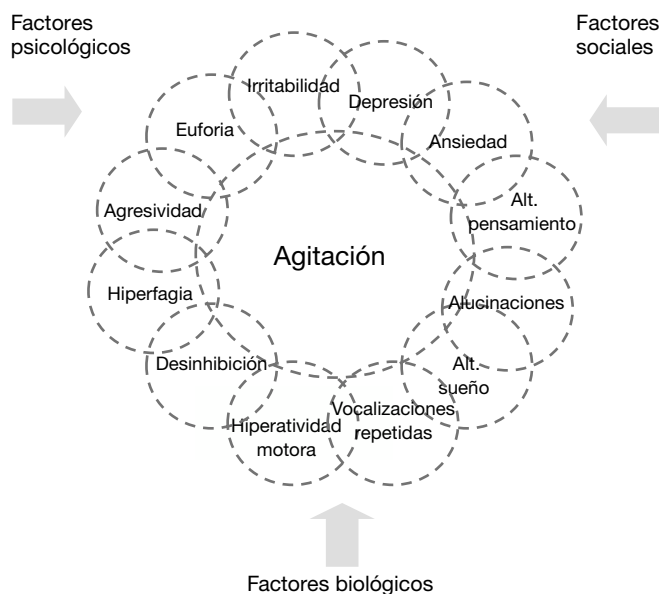 Factores
psicológicos
Factores
sociales
Irritabilidad
Depresión
Euforia
Ansiedad
Agresividad
Alt.
pensamiento
Agitación
Hiperfagia
Alucinaciones
Desinhibición
Alt.
sueño
Hiperatividad
motora
Vocalizaciones
repetidas
Factores biológicos